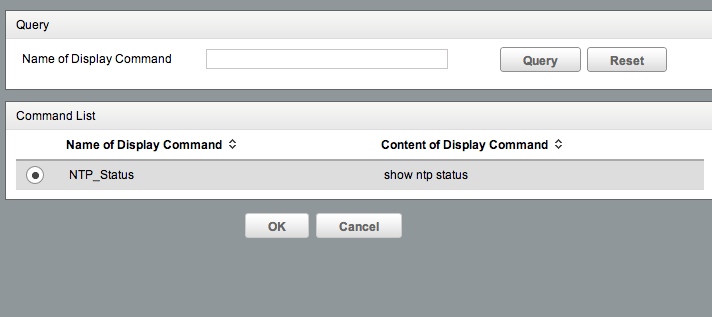 Query
Name of Display Command Query Reset
Command List
Name of Display Command Content of Display Command
NTP_Status show ntp status
OK Cancel